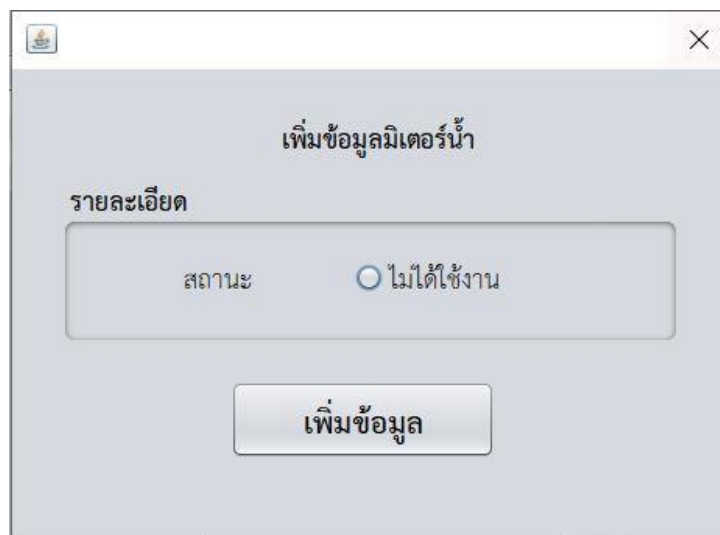 เพิ่มข้อมูลมิเตอร์น้ำ
รายละเอียด
สถานะ ไม่ได้ใช้งาน
เพิ่มข้อมูล